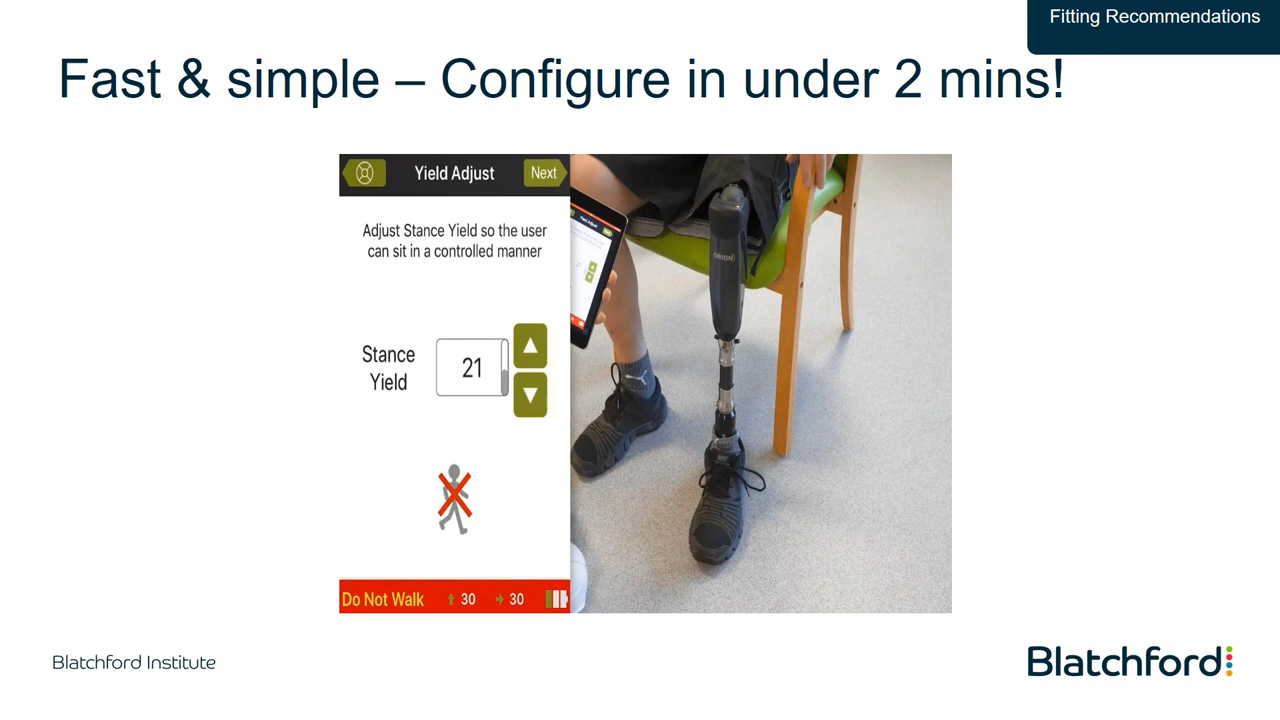 Fitting Recommendations
Fast & simple – Configure in under 2 mins!
Yield Adjust
Next
Adjust Stance Yield so the user
can sit in a controlled manner
Stance
Yield
21
Do Not Walk
30
30
ORION
Blatchford Institute
Blatchford